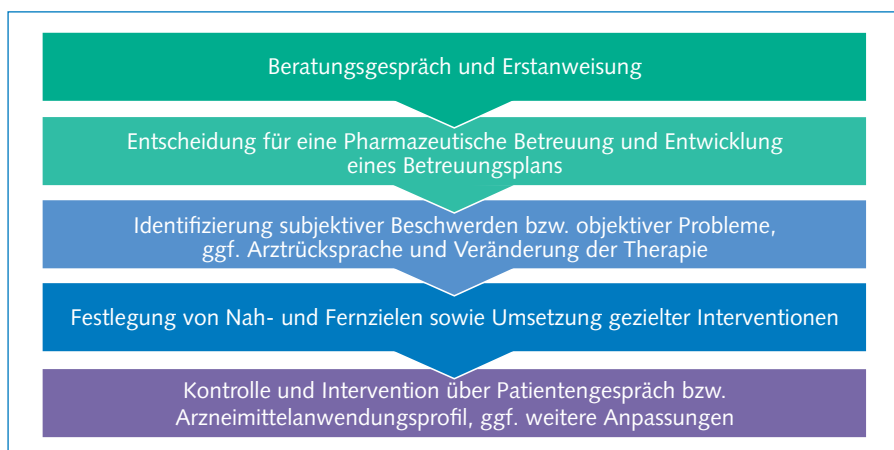 Beratungsgespräch und Erstanweisung
Entscheidung für eine Pharmazeutische Betreuung und Entwicklung
eines Betreuungsplans
Identifizierung subjektiver Beschwerden bzw. objektiver Probleme,
ggf. Arztrücksprache und Veränderung der Therapie
Festlegung von Nah- und Fernzielen sowie Umsetzung gezielter Interventionen
Kontrolle und Intervention über Patientengespräch bzw.
Arzneimittelanwendungsprofil, ggf. weitere Anpassungen